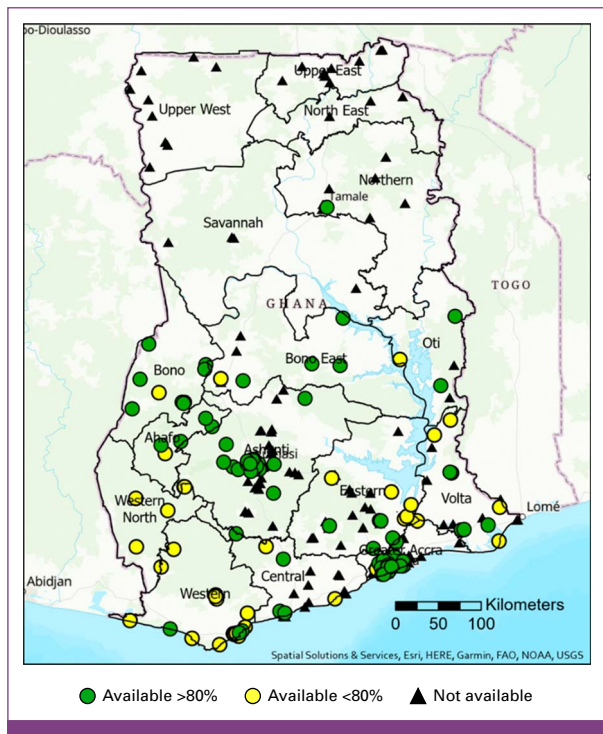 bo-Dioulasso
Upper East
Upper West
North East
Northern
Tamale
Savannah
TOGO
GHANA
Oti
Bono
Bono East
Ahafo
Ashanti
Western
North
Eastern
Volta
Lomé
Greater Accra
Abidjan
Central
Western
Kilometers
0 50 100
Spatial Solutions & Services, Esri, HERE, Garmin, FAO, NOAA, USGS
Available >80% Available <80% Not available